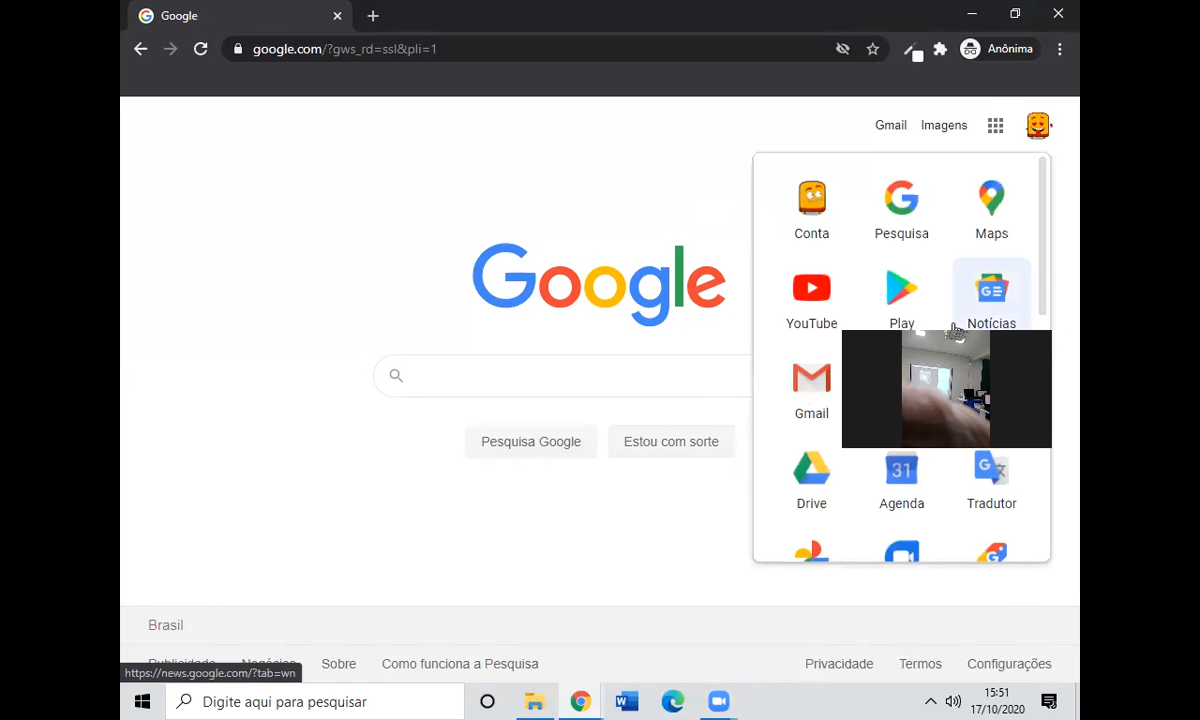 Google
google.com/?gws_rd=ssl&pli=1
Anônima
Gmail Imagens
Conta Pesquisa Maps
Google
YouTube Play Notícias
Gmail
Pesquisa Google Estou com sorte
31
Drive Agenda Tradutor
Brasil
Publicidade Negócios Sobre Como funciona a Pesquisa Privacidade Termos Configurações
https://news.google.com/?tab=wn
Digite aqui para pesquisar
15:51
17/10/2020